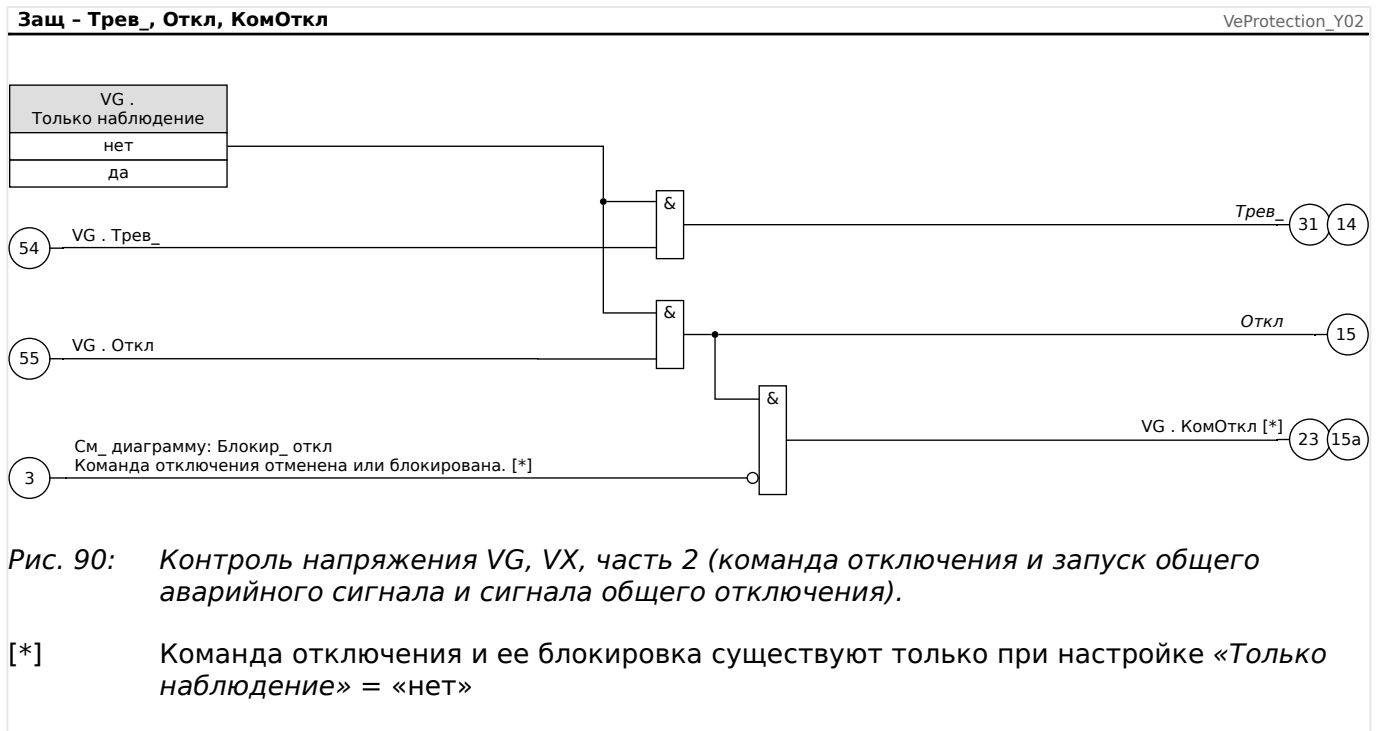 Защ – Трев_, Откл, КомОткл
VeProtection_Y02
VG .
Только наблюдение
нет
да
&
Трев_
31
14
54
VG . Трев_
&
Откл
15
55
VG . Откл
&
VG . КомОткл [*]
23
15a
См_ диаграмму: Блокир_ откл
Команда отключения отменена или блокирована. [*]
3
Рис. 90: Контроль напряжения VG, VX, часть 2 (команда отключения и запуск общего
аварийного сигнала и сигнала общего отключения).
[*] Команда отключения и ее блокировка существуют только при настройке «Только
наблюдение» = «нет»